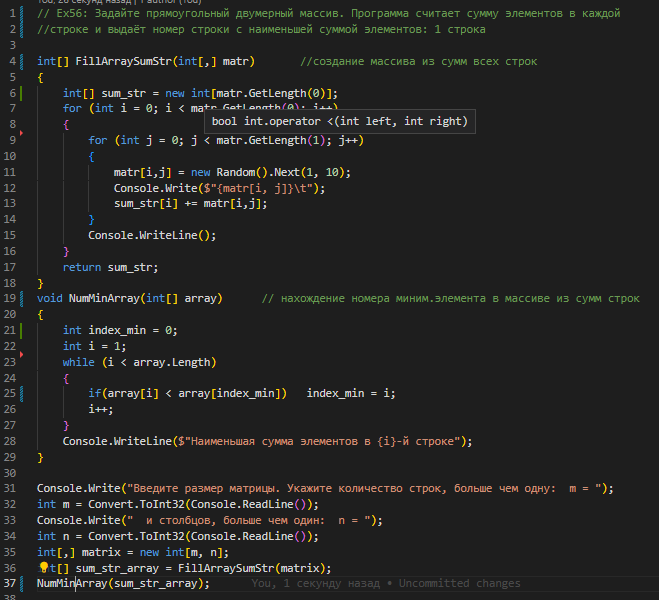 You, 28 секунд назад | 1 author (You)
1 // Ex56: Задайте прямоугольный двумерный массив. Программа считает сумму элементов в каждой
2 //строке и выдаёт номер строки с наименьшей суммой элементов: 1 строка
3
4 int[] FillArraySumStr(int[,] matr) //создание массива из сумм всех строк
5 {
6 int[] sum_str = new int[matr.GetLength(0)];
7 for (int i = 0; i < matr.GetLength(0); i++)
bool int.operator <(int left, int right)
8 {
9 for (int j = 0; j < matr.GetLength(1); j++)
10 {
11 matr[i,j] = new Random().Next(1, 10);
12 Console.Write($"{matr[i, j]}\t");
13 sum_str[i] += matr[i,j];
14 }
15 Console.WriteLine();
16 }
17 return sum_str;
18 }
19 void NumMinArray(int[] array) // нахождение номера миним.элемента в массиве из сумм строк
20 {
21 int index_min = 0;
22 int i = 1;
23 while (i < array.Length)
24 {
25 if(array[i] < array[index_min]) index_min = i;
26 i++;
27 }
28 Console.WriteLine($"Наименьшая сумма элементов в {i}-й строке");
29 }
30
31 Console.Write("Введите размер матрицы. Укажите количество строк, больше чем одну: m = ");
32 int m = Convert.ToInt32(Console.ReadLine());
33 Console.Write(" и столбцов, больше чем один: n = ");
34 int n = Convert.ToInt32(Console.ReadLine());
35 int[,] matrix = new int[m, n];
36 int[] sum_str_array = FillArraySumStr(matrix);
37 NumMinArray(sum_str_array); You, 1 секунду назад • Uncommitted changes
38